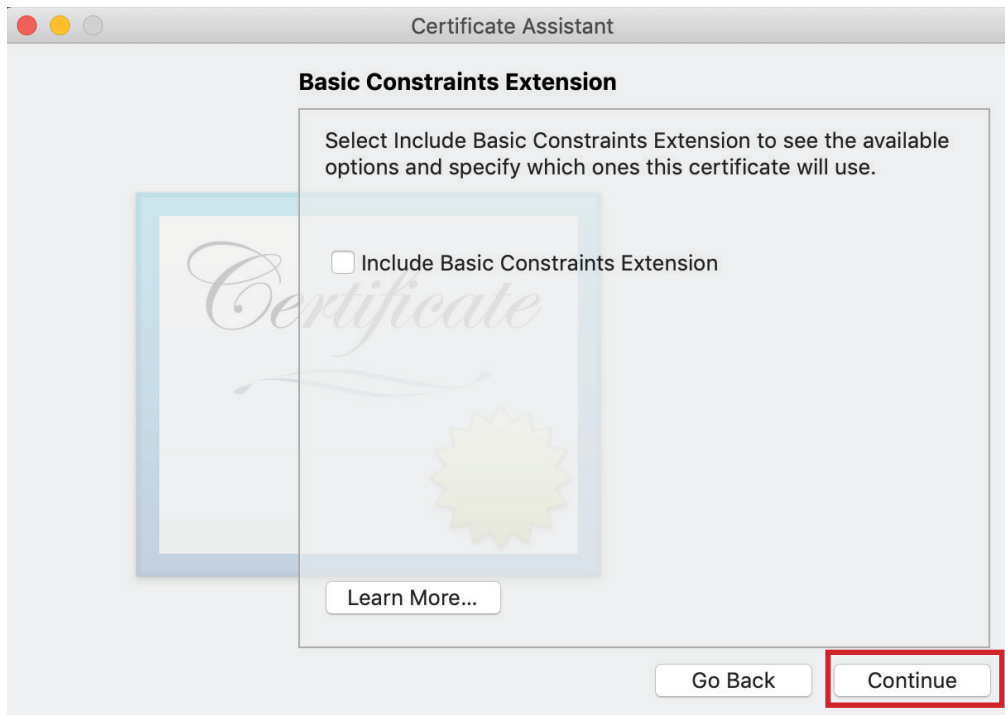 Certificate Assistant
Basic Constraints Extension
Select Include Basic Constraints Extension to see the available
options and specify which ones this certificate will use.
Include Basic Constraints Extension
Certificate
Learn More...
Go Back
Continue